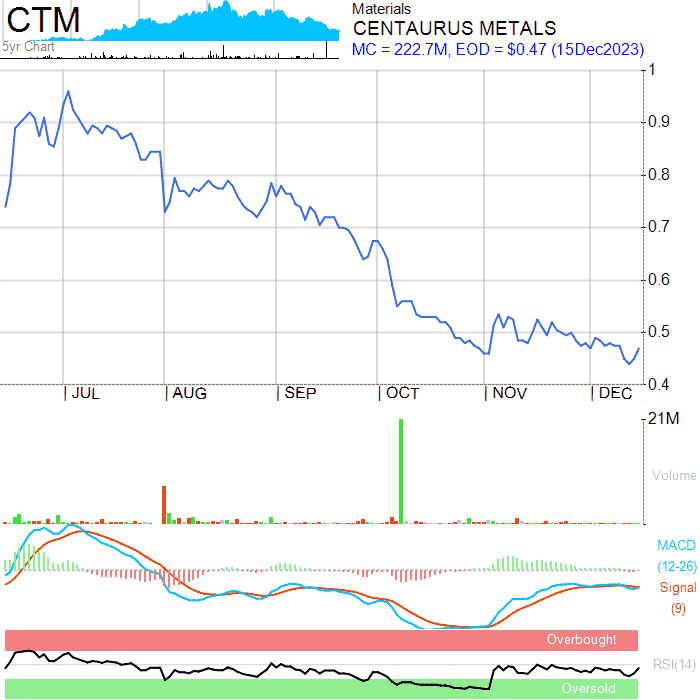 CTM
5yr Chart
Materials
CENTAURUS METALS
MC = 222.7M, EOD = $0.47 (15Dec2023)
1
0.9
0.8
0.7
0.6
0.5
0.4
JUL AUG SEP OCT NOV DEC
21M
Volume
MACD
(12-26)
Signal
(9)
Overbought
RSI(14)
Oversold